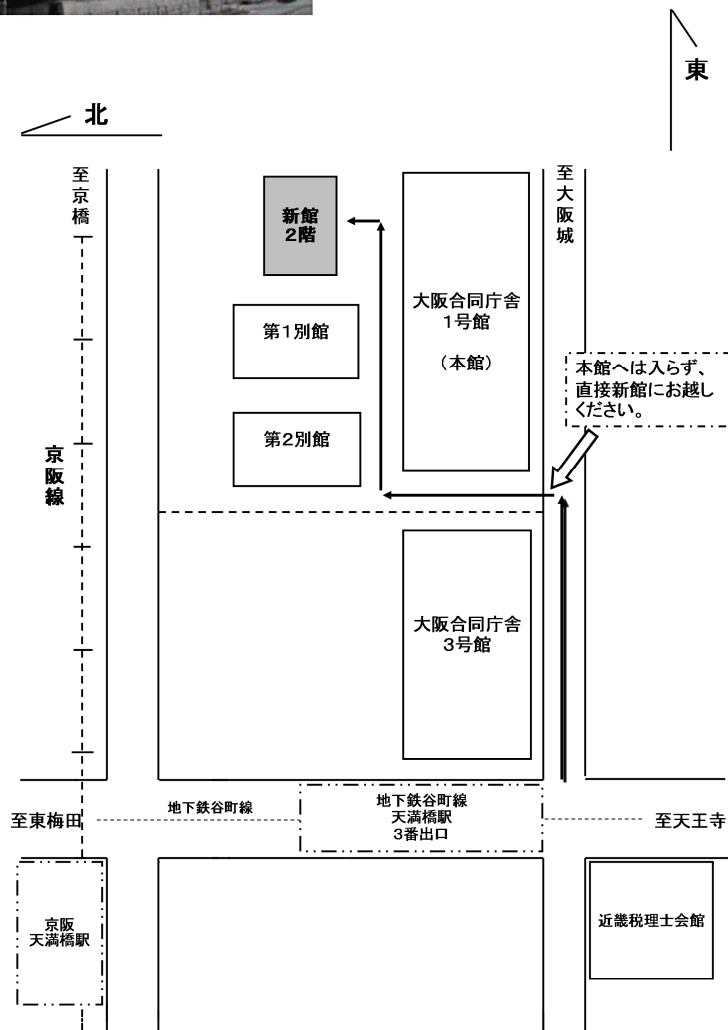 東
北
至京橋
至大阪城
新館
２階
大阪合同庁舎
１号館
（本館）
第１別館
本館へは入らず、
直接新館にお越し
ください。
第２別館
京阪線
大阪合同庁舎
３号館
至東梅田
地下鉄谷町線
地下鉄谷町線
天満橋駅
３番出口
至天王寺
京阪
天満橋駅
近畿税理士会館